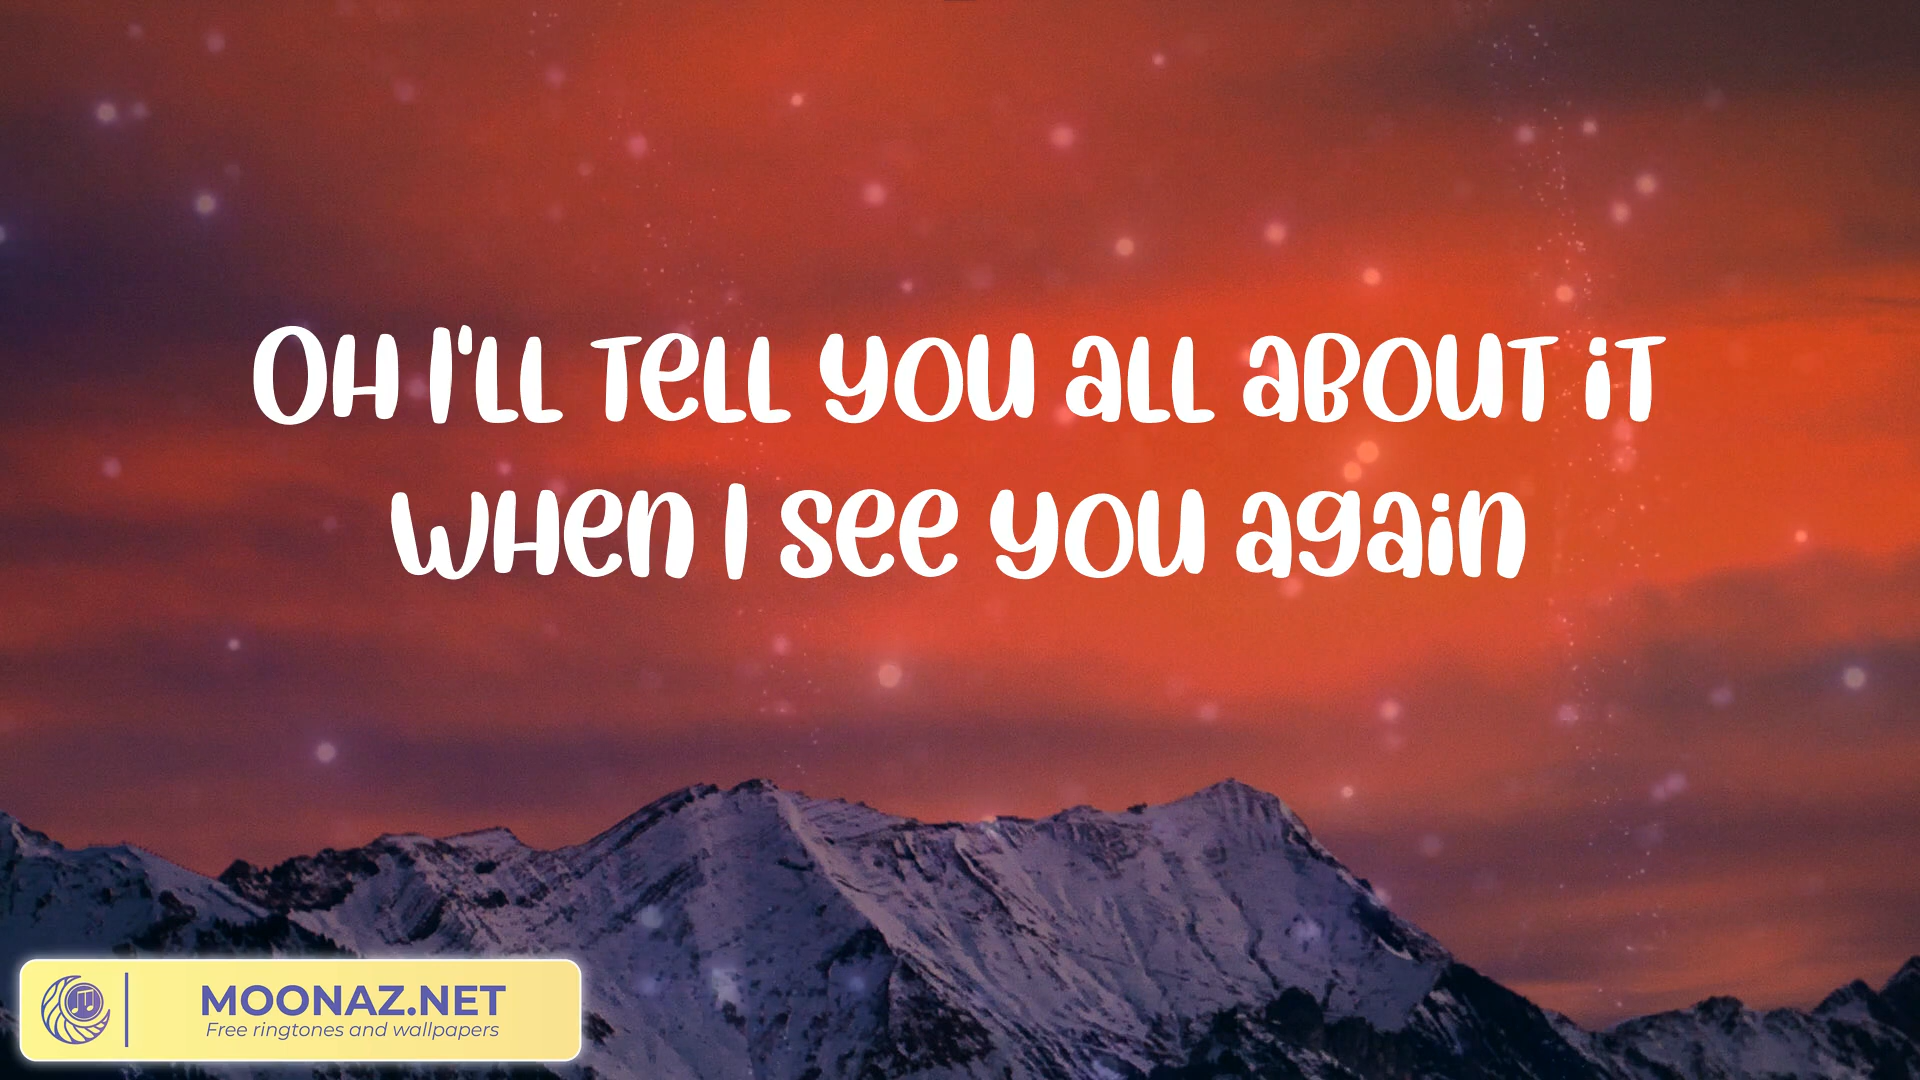 Oh I'll tell you all about it
when I see you again
MOONAZ.NET
Free ringtones and wallpapers